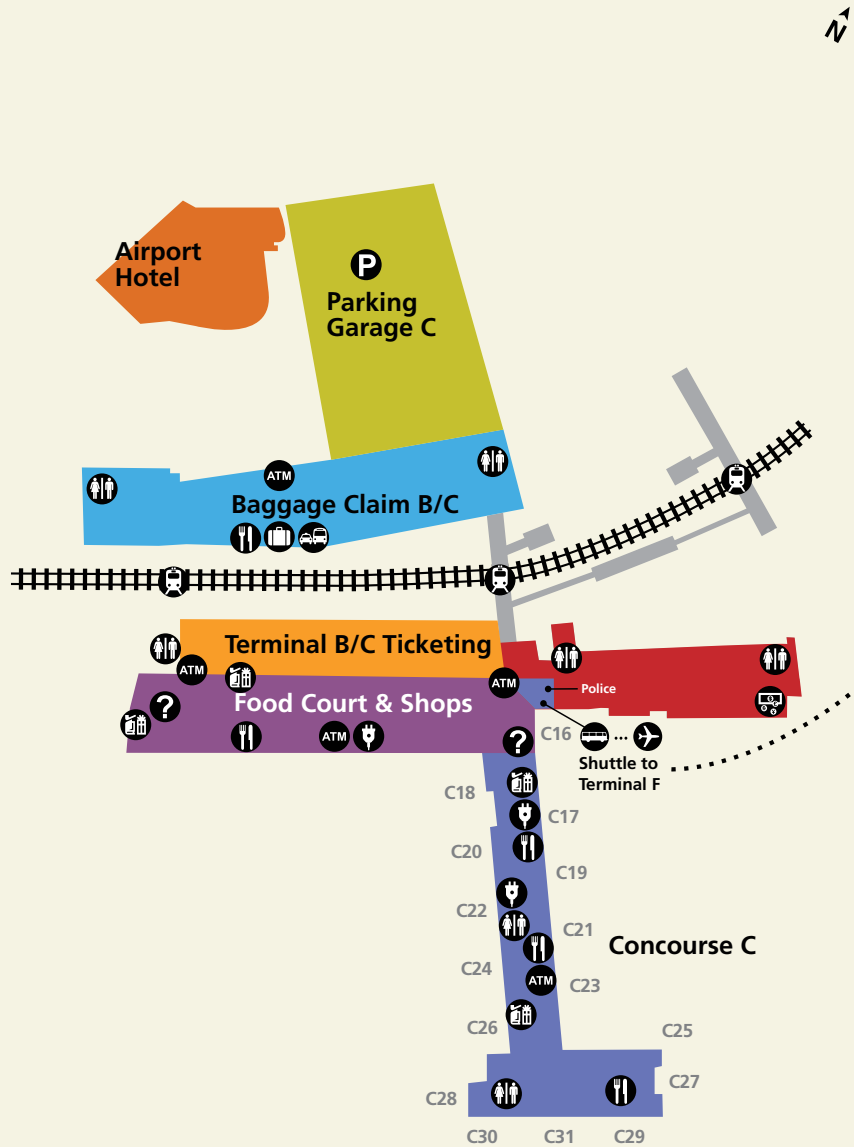 N
Airport
Hotel
P
Parking
Garage C
ATM
Baggage Claim B/C
Terminal B/C Ticketing
ATM
ATM
Police
Food Court & Shops
?
ATM
?
C16
...
Shuttle to
Terminal F
C18
C17
C20
C19
C22
C21
Concourse C
C24
ATM
C23
C26
C25
C27
C28
C30
C31
C29